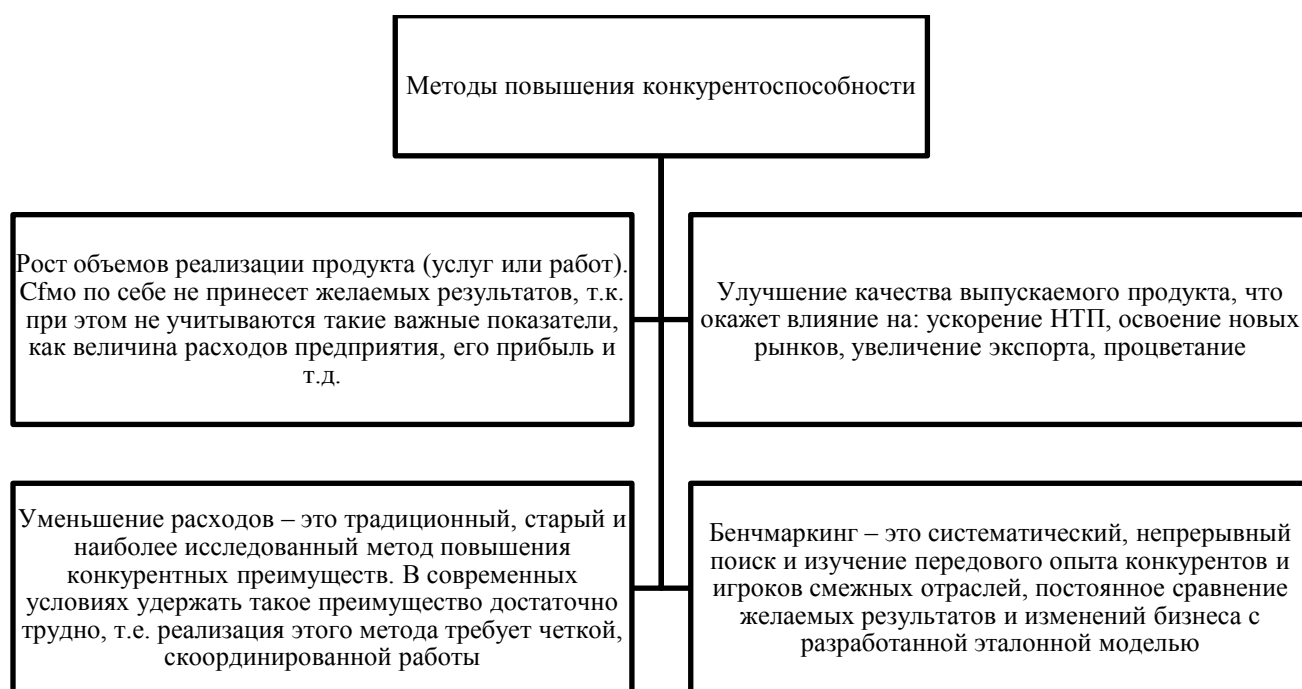 Методы повышения конкурентоспособности
Рост объемов реализации продукта (услуг или работ).
Cfмо по себе не принесет желаемых результатов, т.к.
при этом не учитываются такие важные показатели,
как величина расходов предприятия, его прибыль и
т.д.
Улучшение качества выпускаемого продукта, что
окажет влияние на: ускорение НТП, освоение новых
рынков, увеличение экспорта, процветание
Уменьшение расходов – это традиционный, старый и
наиболее исследованный метод повышения
конкурентных преимуществ. В современных
условиях удержать такое преимущество достаточно
трудно, т.е. реализация этого метода требует четкой,
скоординированной работы
Бенчмаркинг – это систематический, непрерывный
поиск и изучение передового опыта конкурентов и
игроков смежных отраслей, постоянное сравнение
желаемых результатов и изменений бизнеса с
разработанной эталонной моделью